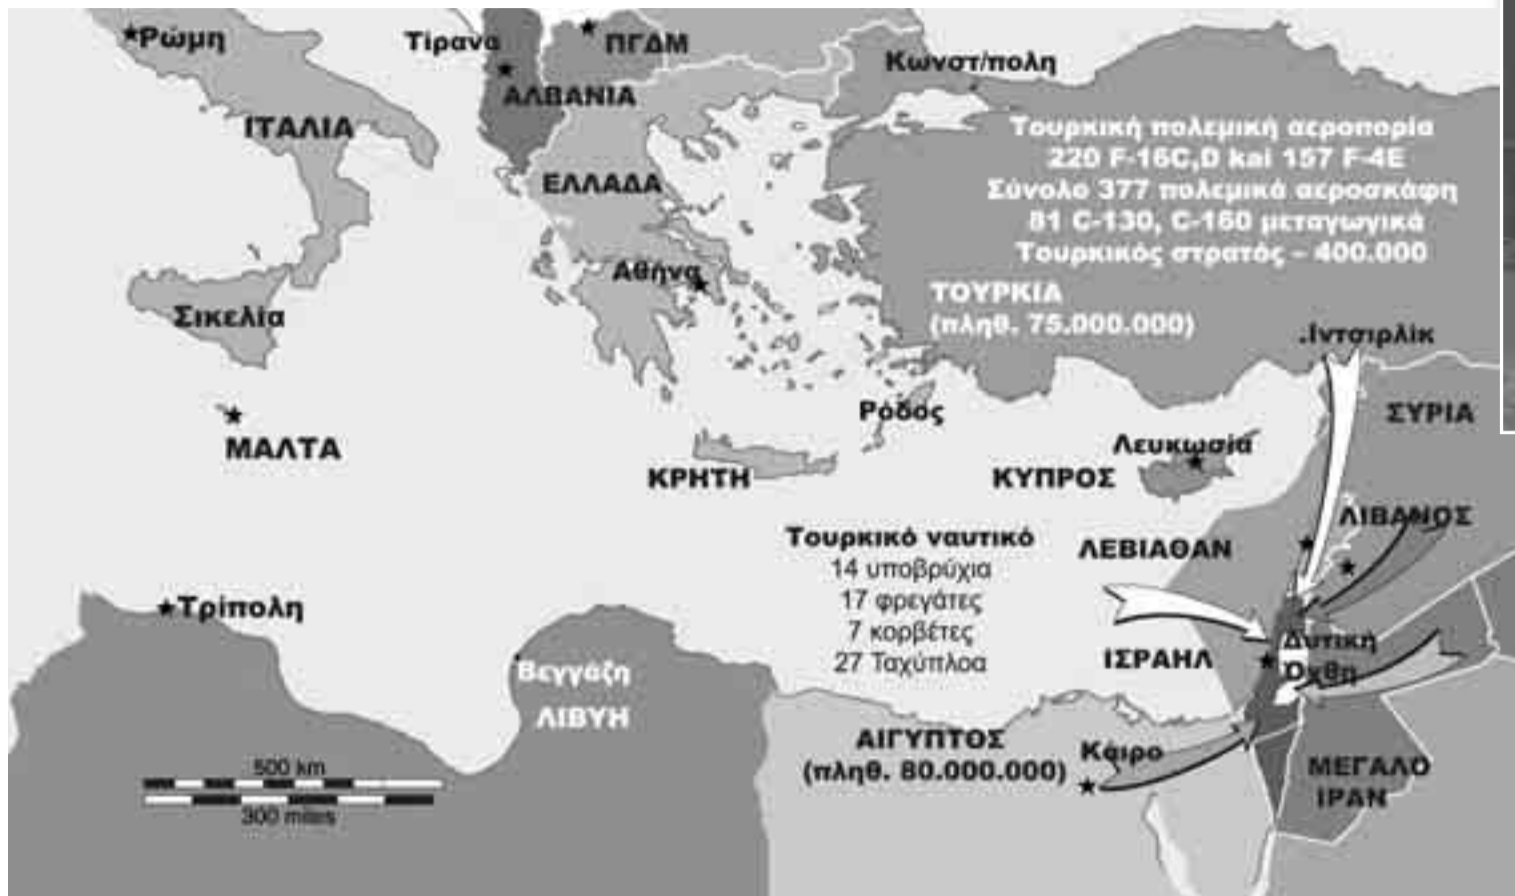 Ρώμη
Τίρανα
ΠΓΔΜ
Κωνστ/πολη
ΑΛΒΑΝΙΑ
ΙΤΑΛΙΑ
Τουρκική πολεμική αεροπορία
220 F-16C,D kai 157 F-4E
Σύνολο 377 πολεμικά αεροσκάφη
81 C-130, C-160 μεταγωγικά
Τουρκικός στρατός – 400.000
ΕΛΛΑΔΑ
Αθήνα
ΤΟΥΡΚΙΑ
(πληθ. 75.000.000)
Σικελία
.Ιντσιρλίκ
Ρόδος
ΣΥΡΙΑ
ΜΑΛΤΑ
Λευκωσία
ΚΡΗΤΗ
ΚΥΠΡΟΣ
ΛΙΒΑΝΟΣ
Τουρκικό ναυτικό
14 υποβρύχια
17 φρεγάτες
7 κορβέτες
27 Ταχύπλοα
ΛΕΒΙΑΘΑΝ
Τρίπολη
Δυτική
Όχθη
ΙΣΡΑΗΛ
Βεγγάζη
ΛΙΒΥΗ
ΑΙΓΥΠΤΟΣ
(πληθ. 80.000.000)
Κάιρο
500 km
300 miles
ΜΕΓΑΛΟ
ΙΡΑΝ